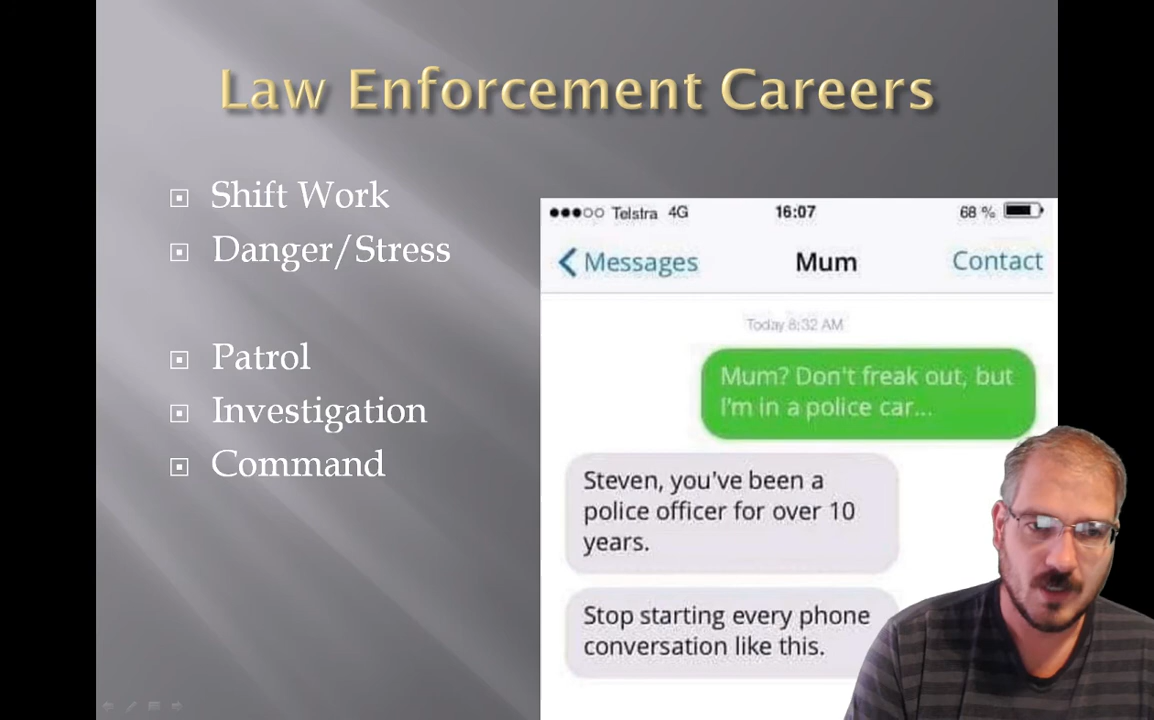 Law Enforcement Careers
Shift Work
Danger/Stress
Patrol
Investigation
Command
Telstra 4G 16:07 68 %
Messages Mum Contact
Today 8:32 AM
Mum? Don't freak out, but
I'm in a police car...
Steven, you've been a
police officer for over 10
years.
Stop starting every phone
conversation like this.